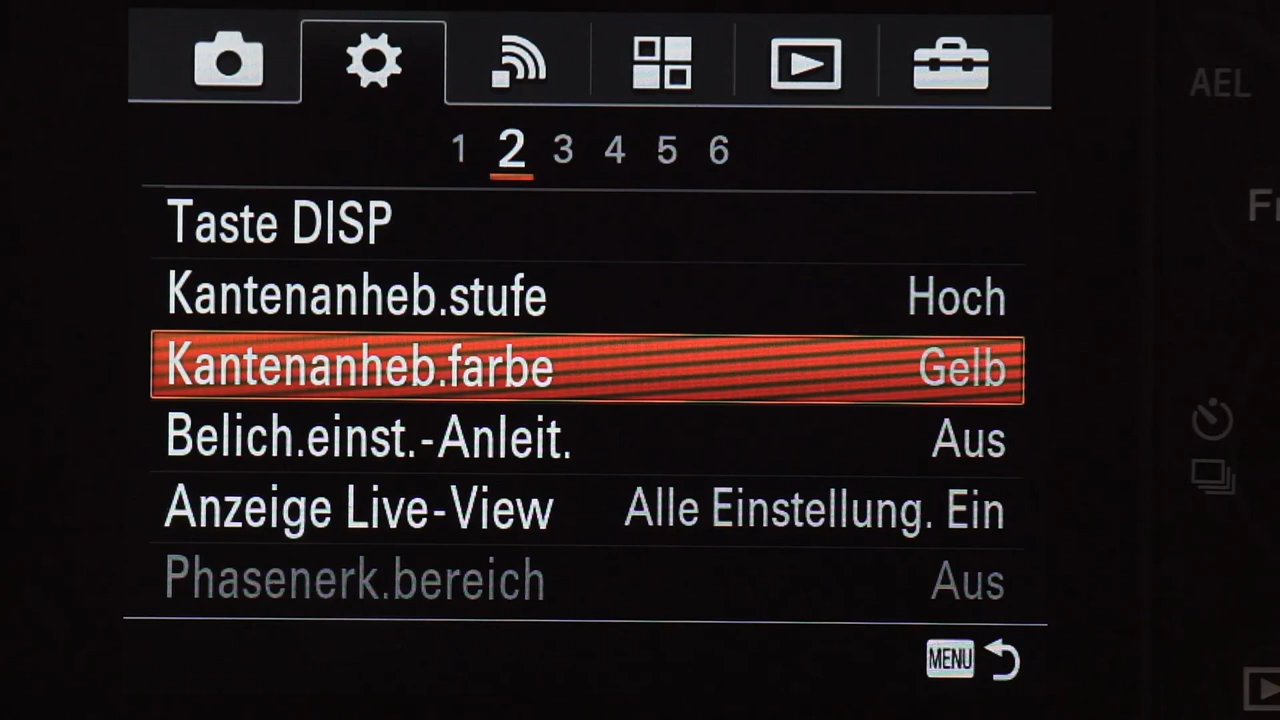 AEL
1 2 3 4 5 6
Taste DISP
Kantenanheb.stufe Hoch
Kantenanheb.farbe Gelb
Belich.einst.-Anleit. Aus
Anzeige Live-View Alle Einstellung. Ein
Phasenerk.bereich Aus
MENU